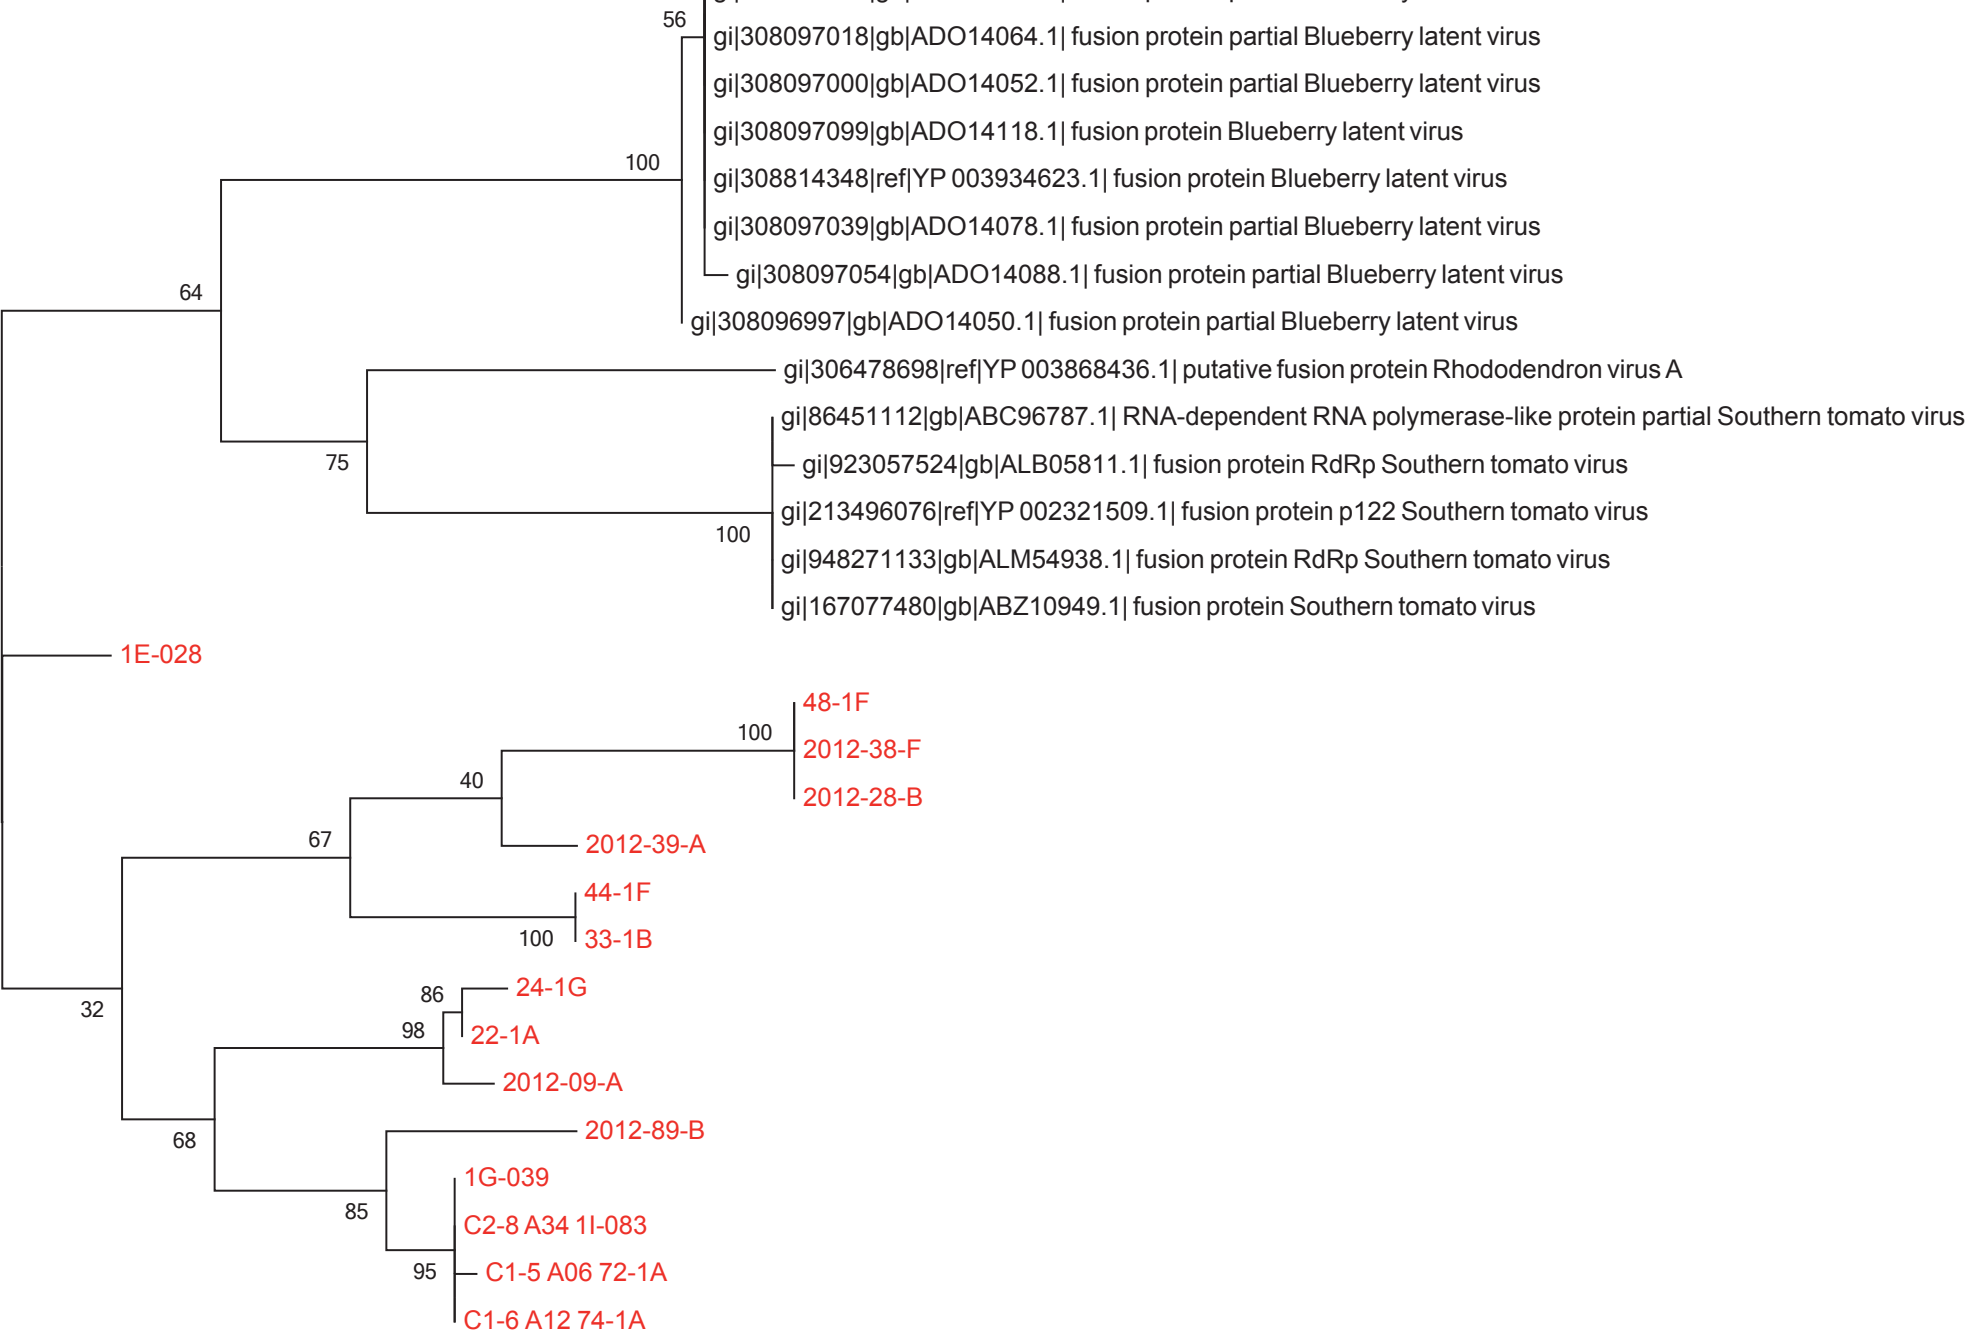 56
gi|308097018|gb|ADO14064.1| fusion protein partial Blueberry latent virus
gi|308097000|gb|ADO14052.1| fusion protein partial Blueberry latent virus
gi|308097099|gb|ADO14118.1| fusion protein Blueberry latent virus
100
gi|308814348|ref|YP 003934623.1| fusion protein Blueberry latent virus
gi|308097039|gb|ADO14078.1| fusion protein partial Blueberry latent virus
gi|308097054|gb|ADO14088.1| fusion protein partial Blueberry latent virus
64
gi|308096997|gb|ADO14050.1| fusion protein partial Blueberry latent virus
gi|306478698|ref|YP 003868436.1| putative fusion protein Rhododendron virus A
gi|86451112|gb|ABC96787.1| RNA-dependent RNA polymerase-like protein partial Southern tomato virus
75
gi|923057524|gb|ALB05811.1| fusion protein RdRp Southern tomato virus
gi|213496076|ref|YP 002321509.1| fusion protein p122 Southern tomato virus
100
gi|948271133|gb|ALM54938.1| fusion protein RdRp Southern tomato virus
gi|167077480|gb|ABZ10949.1| fusion protein Southern tomato virus
1E-028
48-1F
100
2012-38-F
40
2012-28-B
67
2012-39-A
44-1F
100
33-1B
24-1G
86
32
98
22-1A
2012-09-A
2012-89-B
68
1G-039
85
C2-8 A34 1I-083
95
C1-5 A06 72-1A
C1-6 A12 74-1A